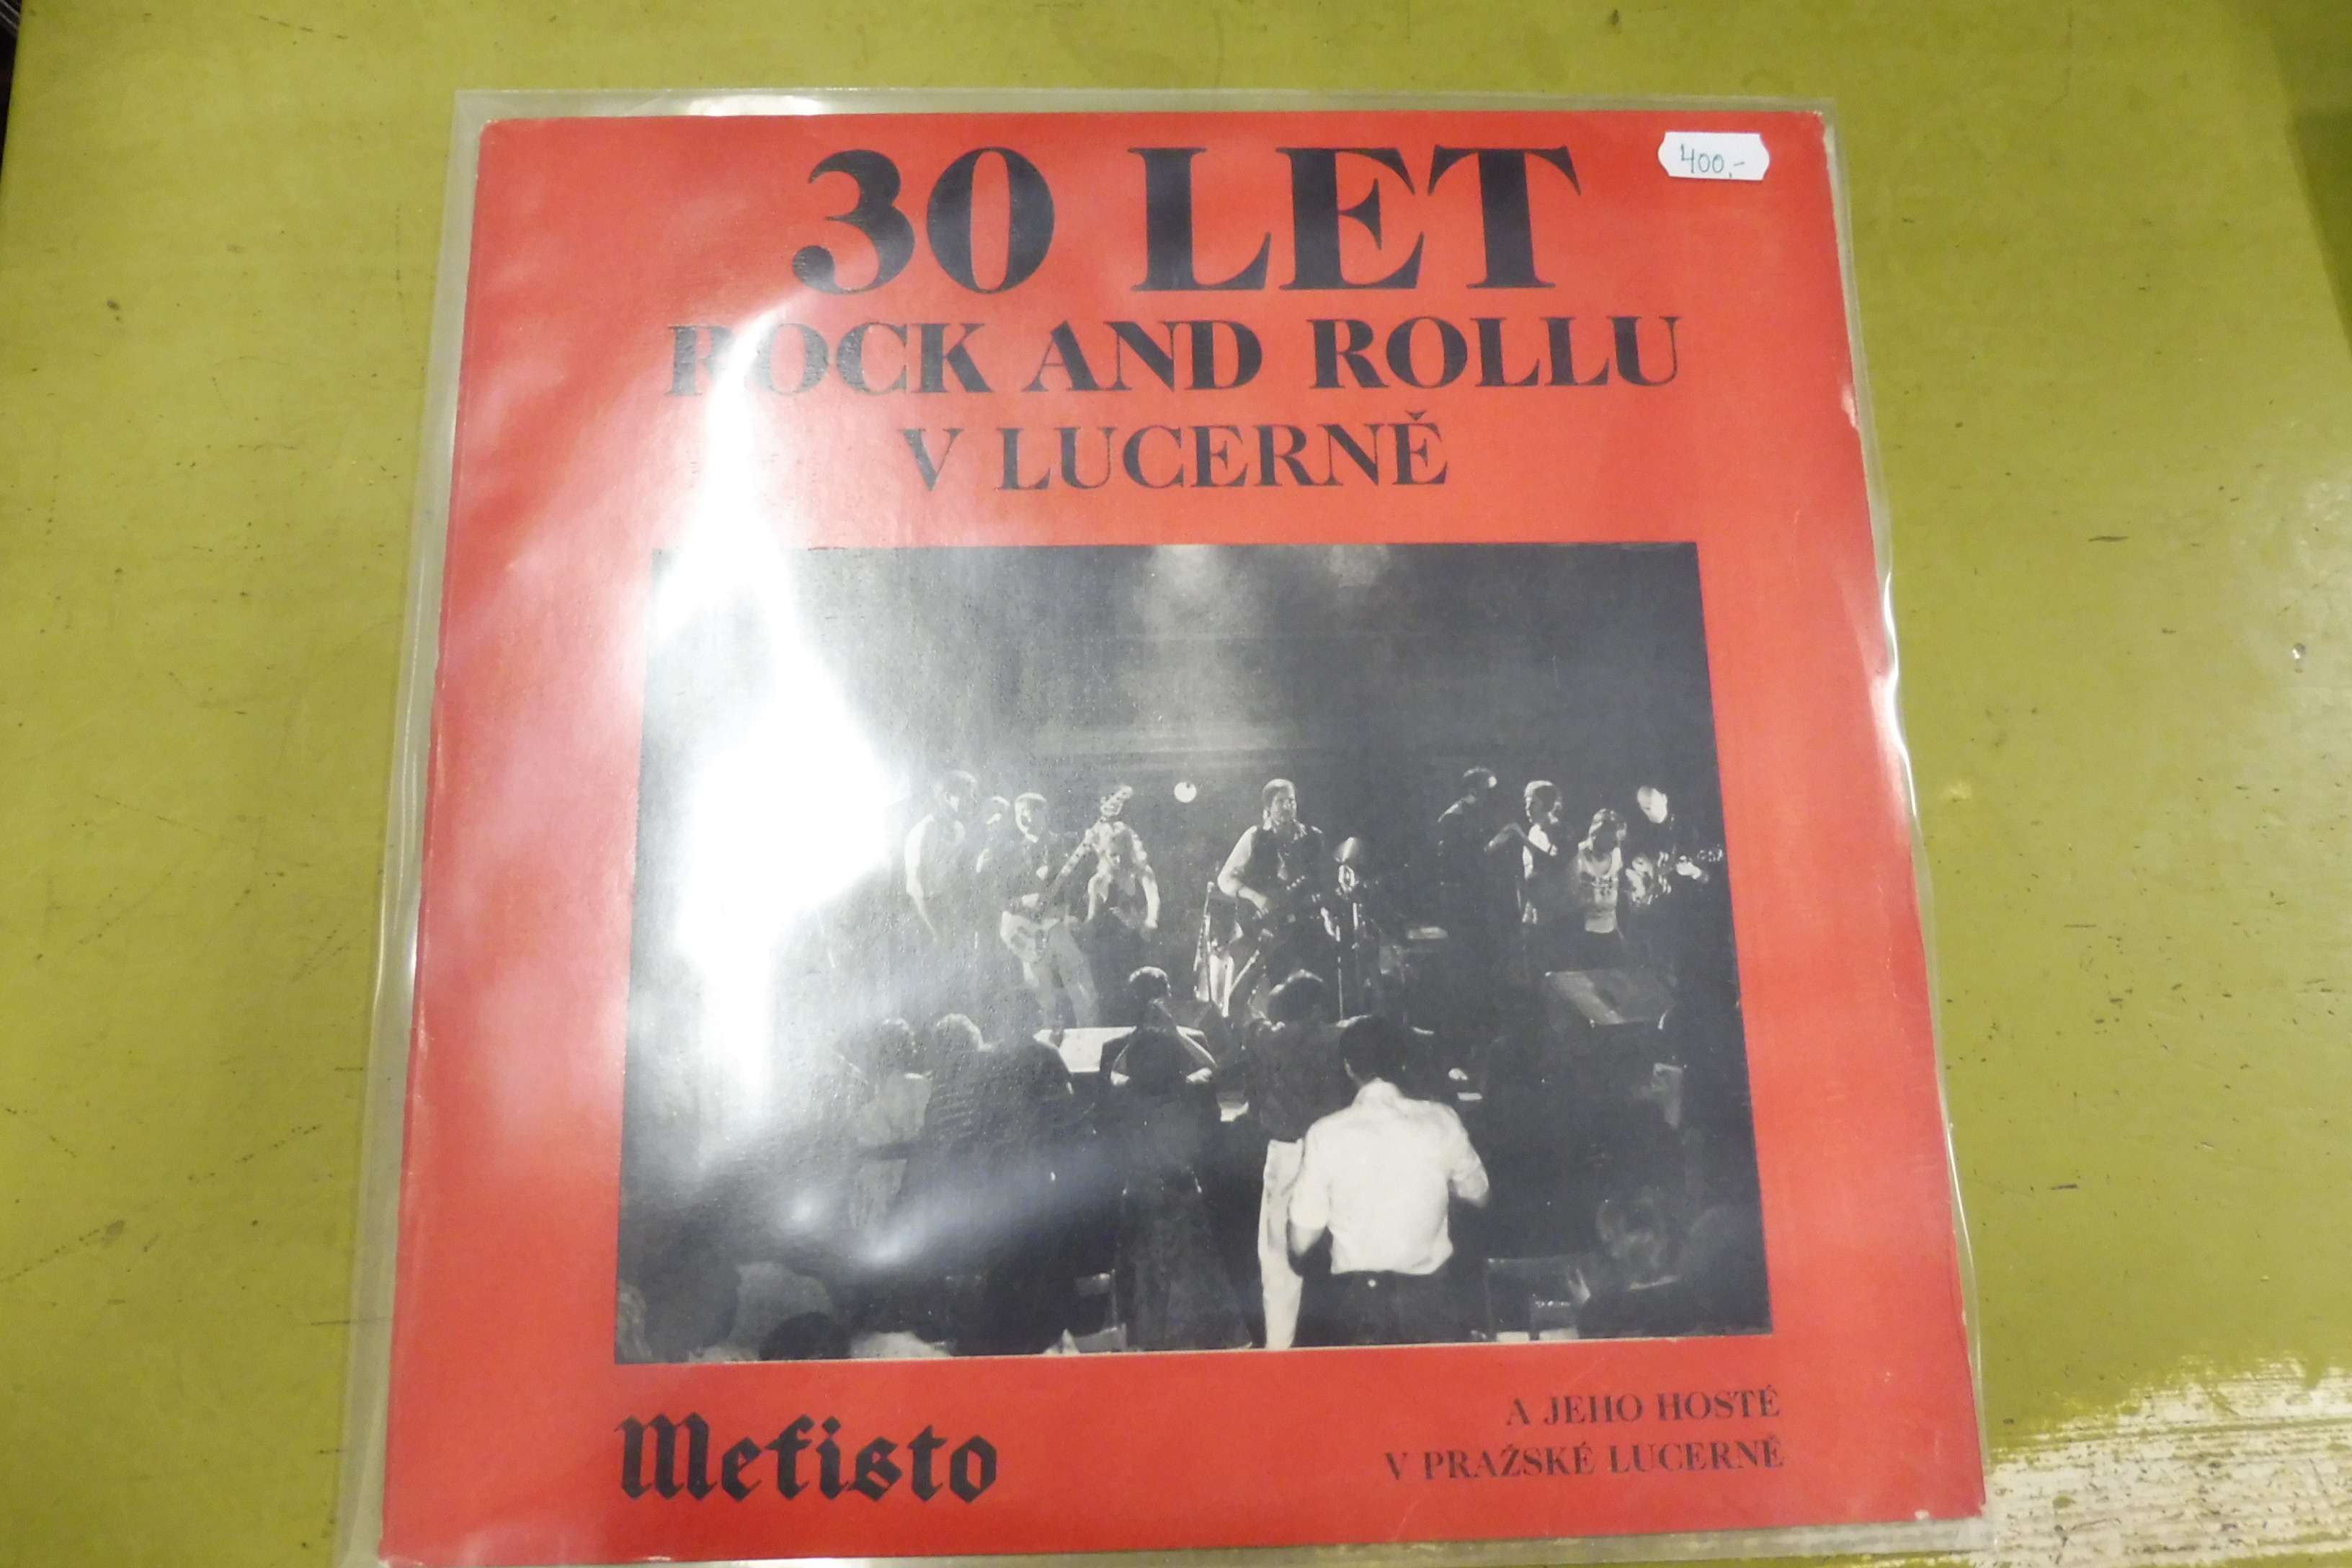 30 LET
400,-
ROCK AND ROLLU
V LUCERNĚ
Mefisto
A JEHO HOSTÉ
V PRAŽSKÉ LUCERNĚ